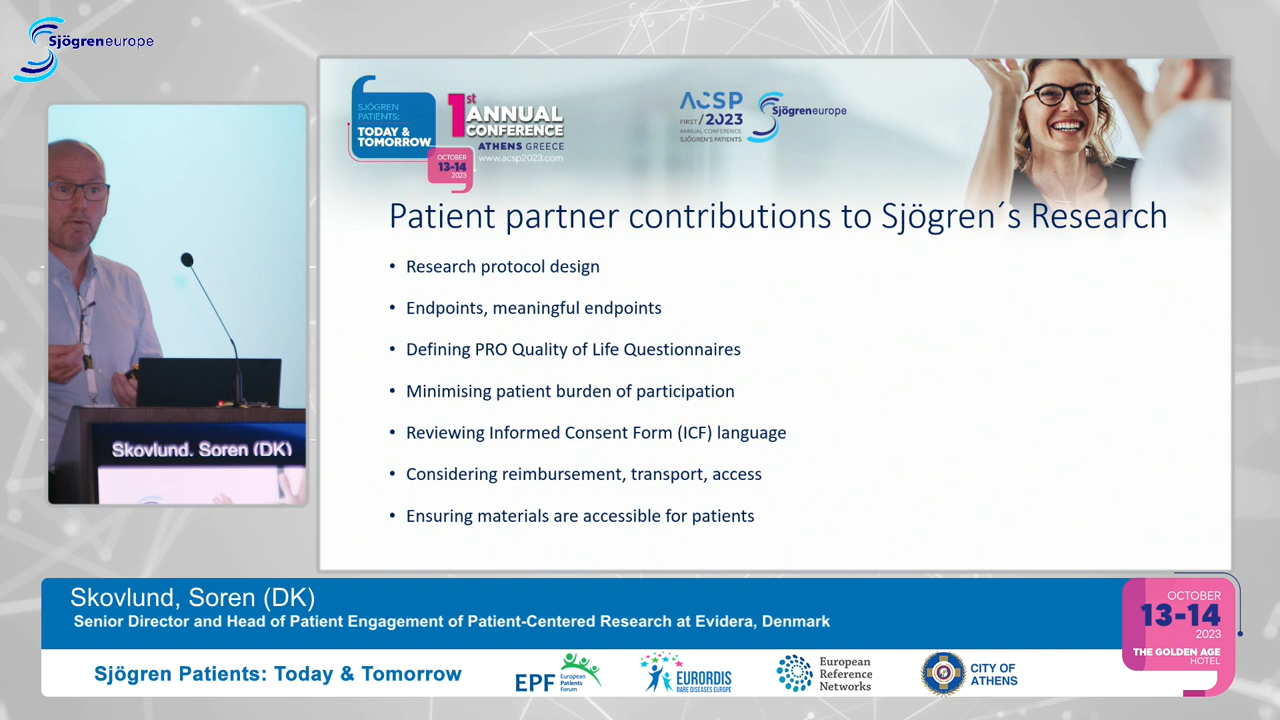 Sjögreneurope
SJÖGREN
PATIENTS;
TODAY &
TOMORROW
1st
ANNUAL
CONFERENCE
ATHENS GREECE
www.acsp2023.com
OCTOBER
13-14
2023
ACSP
FIRST / 2023
ANNUAL CONFERENCE
SJÖGREN'S PATIENTS
Sjögreneurope
Patient partner contributions to Sjögren´s Research
• Research protocol design
• Endpoints, meaningful endpoints
• Defining PRO Quality of Life Questionnaires
• Minimising patient burden of participation
• Reviewing Informed Consent Form (ICF) language
• Considering reimbursement, transport, access
• Ensuring materials are accessible for patients
Skovlund, Soren (DK)
Skovlund, Soren (DK)
Senior Director and Head of Patient Engagement of Patient-Centered Research at Evidera, Denmark
OCTOBER
13-14
2023
THE GOLDEN AGE
HOTEL
Sjögren Patients: Today & Tomorrow
EPF
European
Patients
Forum
EURORDIS
RARE DISEASES EUROPE
European
Reference
Networks
CITY OF
ATHENS